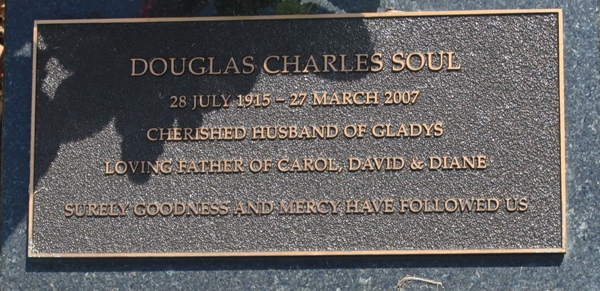 DOUGLAS CHARLES SOUL
28 JULY 1915 – 27 MARCH 2007
CHERISHED HUSBAND OF GLADYS
LOVING FATHER OF CAROL, DAVID & DIANE
SURELY GOODNESS AND MERCY HAVE FOLLOWED US